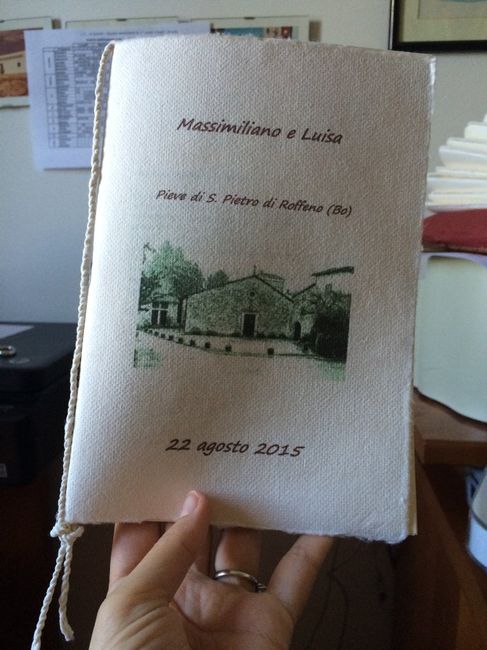 Massimiliano e Luisa
Pieve di S. Pietro di Roffeno (Bo)
22 agosto 2015